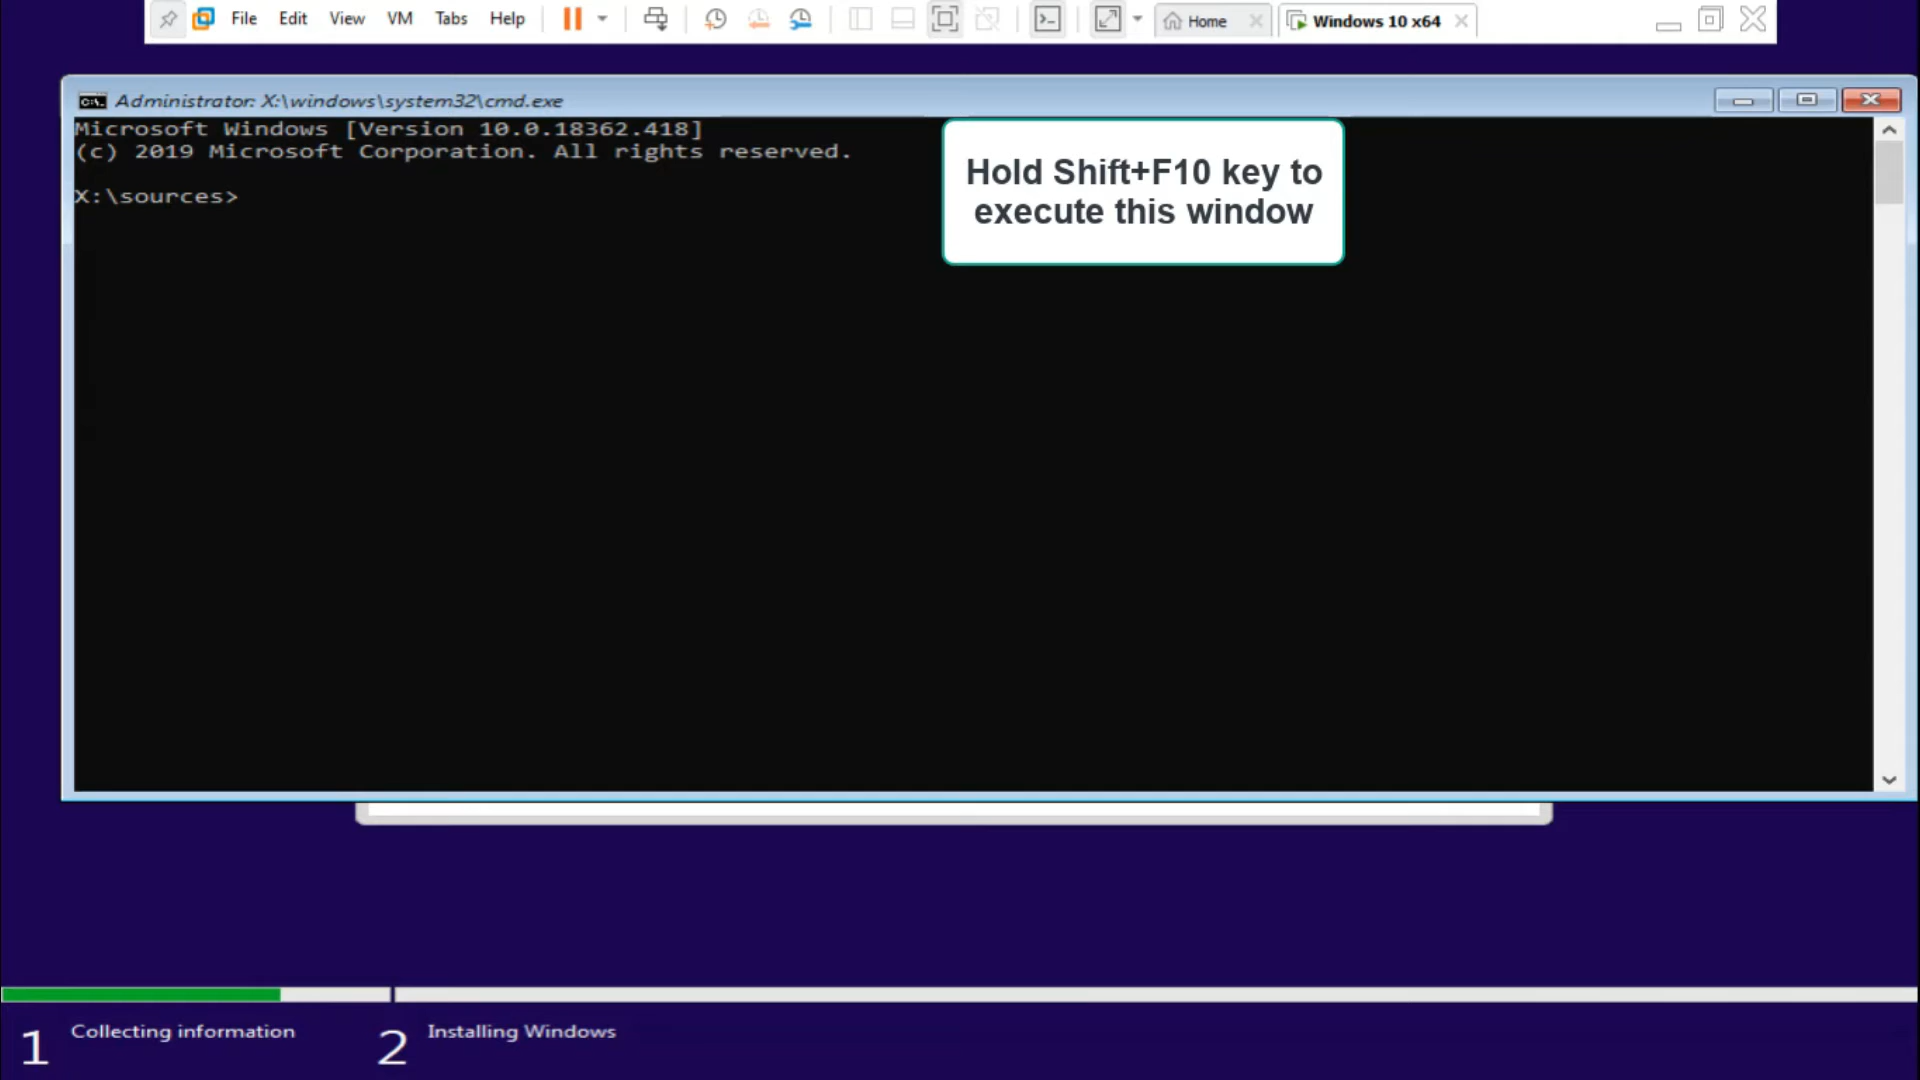 File Edit View VM Tabs Help Home Windows 10 x64
Administrator: X:\windows\system32\cmd.exe
Microsoft Windows [Version 10.0.18362.418]
(c) 2019 Microsoft Corporation. All rights reserved.
X:\sources>
Hold Shift+F10 key to
execute this window
1 Collecting information 2 Installing Windows